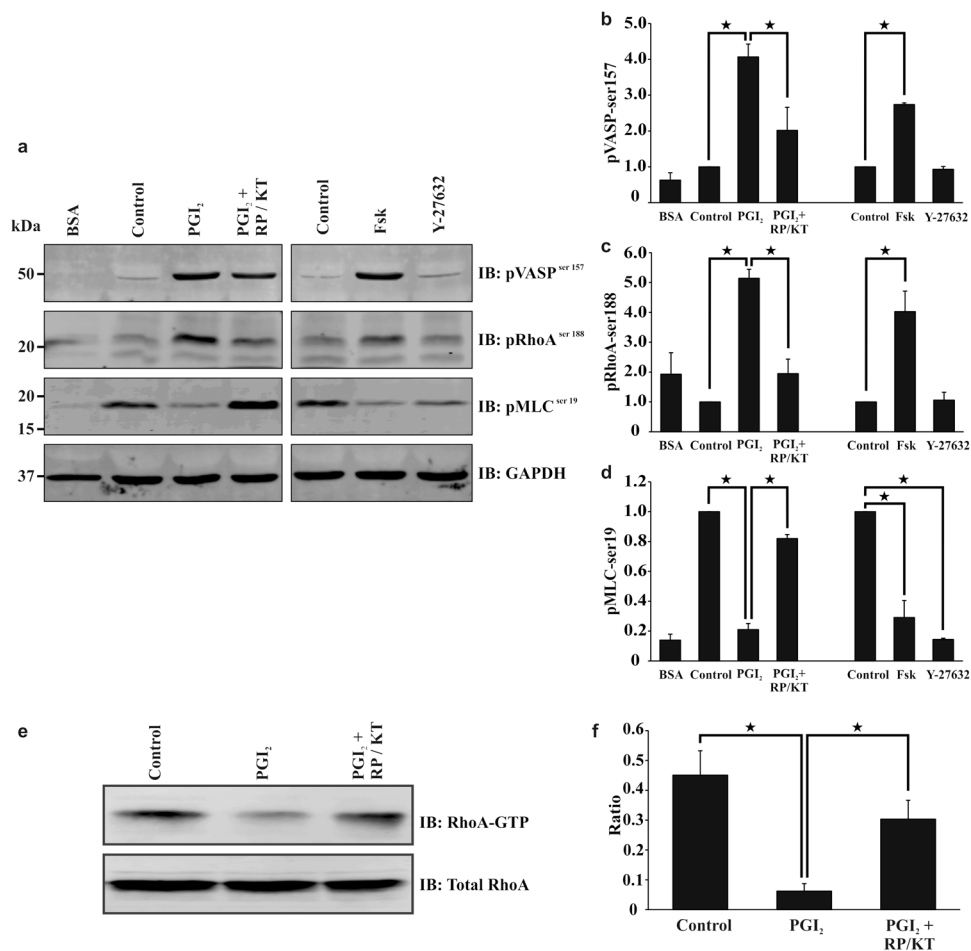 a
kDa
BSA
Control
PGI₂
PGI₂ +
RP / KT
Control
Fsk
Y-27632
50
IB: pVASP ser 157
20
IB: pRhoA ser 188
20
15
IB: pMLC ser 19
37
IB: GAPDH
b
pVASP-ser157
5.0
4.0
2.0
1.0
0
BSA Control PGI₂ PGI₂+ Control Fsk Y-27632
RP/KT
c
pRhoA-ser188
6.0
4.0
2.0
1.0
0
BSA Control PGI₂ PGI₂+ Control Fsk Y-27632
RP/KT
d
pMLC-ser19
1.2
1.0
0.8
0.6
0.4
0.2
0
BSA Control PGI₂ PGI₂+ Control Fsk Y-27632
RP/KT
e
Control
PGI₂
PGI₂ +
RP / KT
IB: RhoA-GTP
IB: Total RhoA
f
Ratio
0.6
0.5
0.4
0.3
0.2
0.1
0
Control PGI₂ PGI₂ +
RP/KT